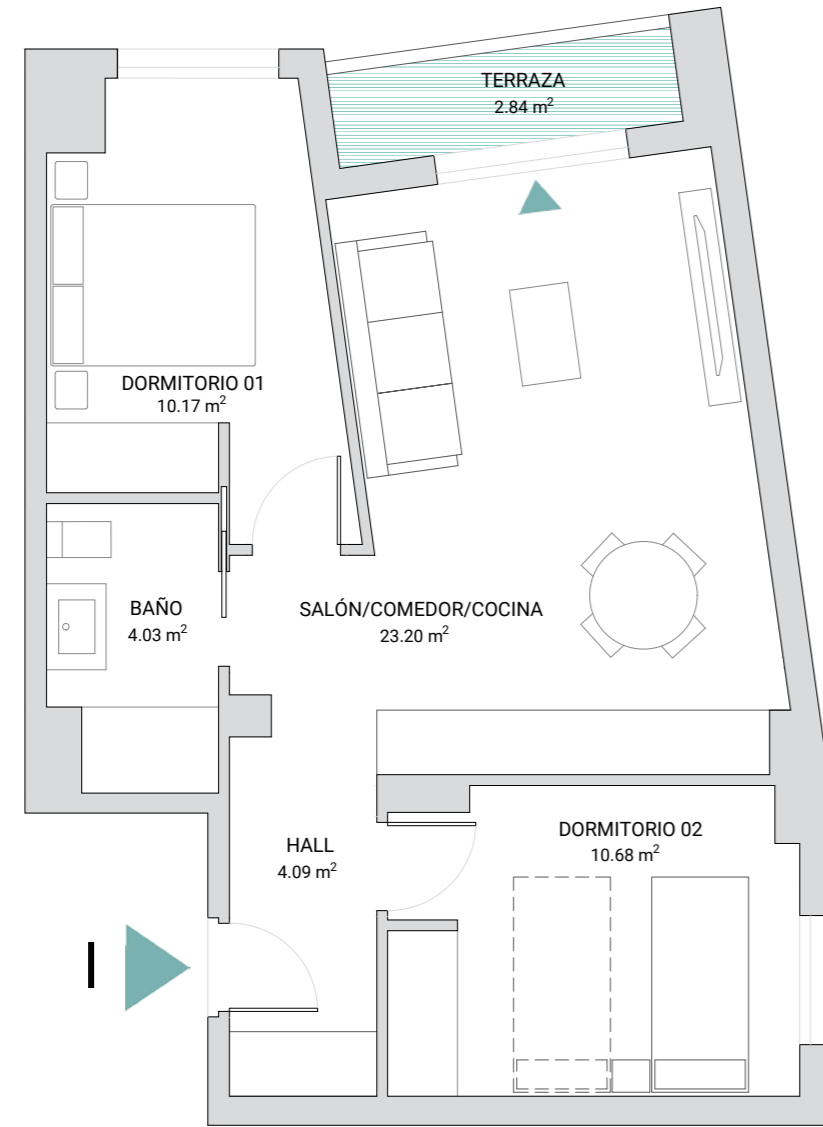 TERRAZA
2.84 m²
DORMITORIO 01
10.17 m²
BAÑO
4.03 m²
SALÓN/COMEDOR/COCINA
23.20 m²
HALL
4.09 m²
DORMITORIO 02
10.68 m²
I